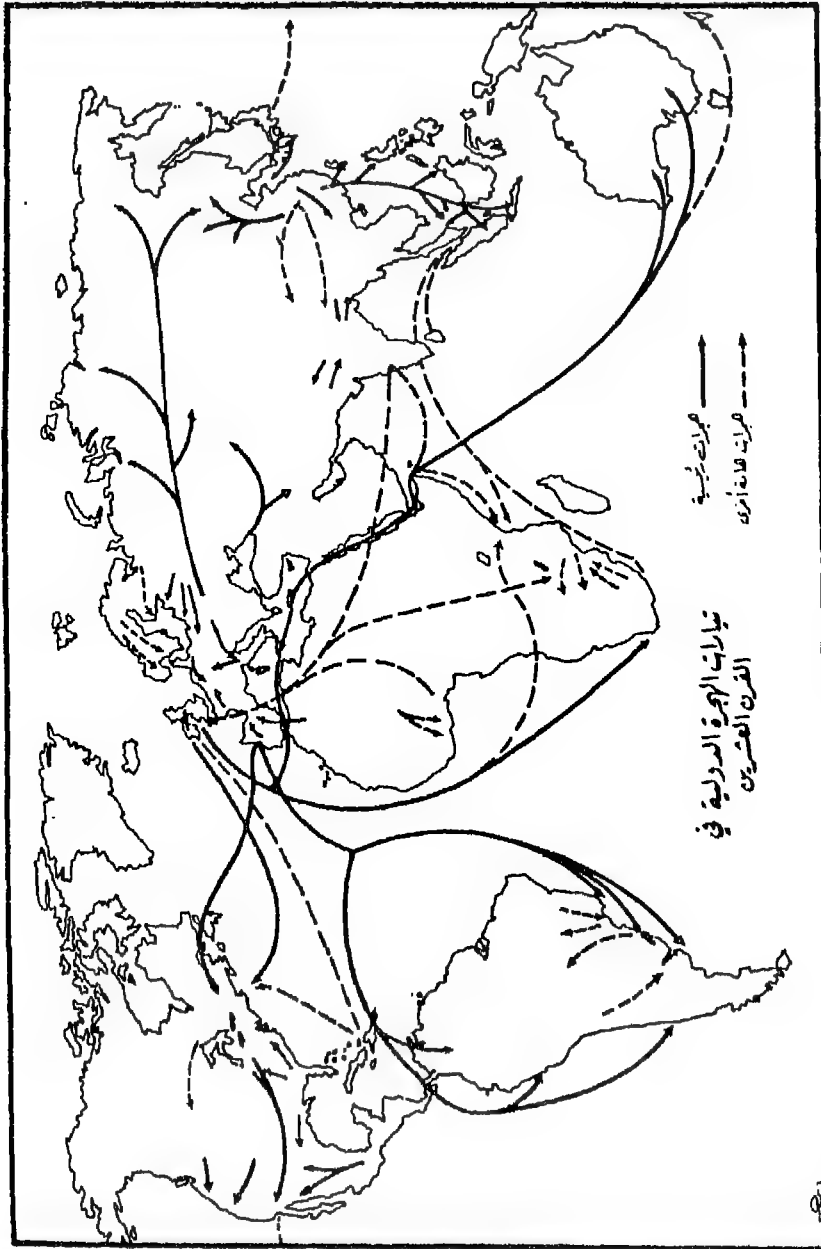 تيارات الهجرة الدولية في
القرن العشرين
هجرات رئيسية
هجرات هامة أخرى